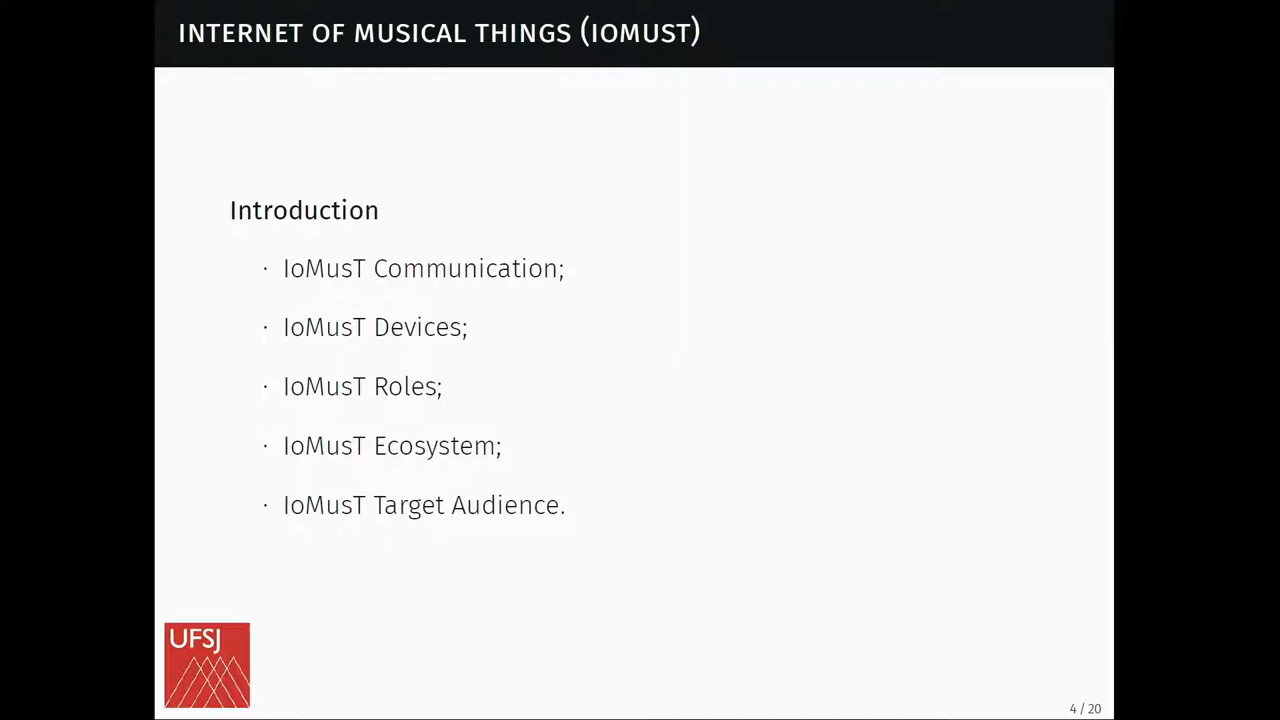 INTERNET OF MUSICAL THINGS (IOMUST)
Introduction
· IoMusT Communication;
· IoMusT Devices;
· IoMusT Roles;
· IoMusT Ecosystem;
· IoMusT Target Audience.
UFSJ
4 / 20